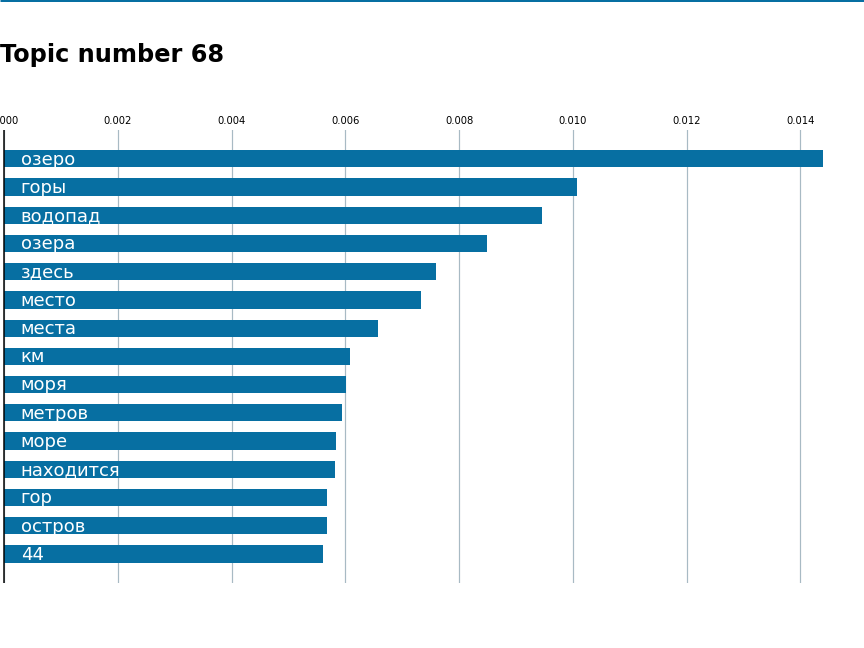 Topic number 68
.000 0.002 0.004 0.006 0.008 0.010 0.012 0.014
озеро
горы
водопад
озера
здесь
место
места
км
моря
метров
море
находится
гор
остров
44